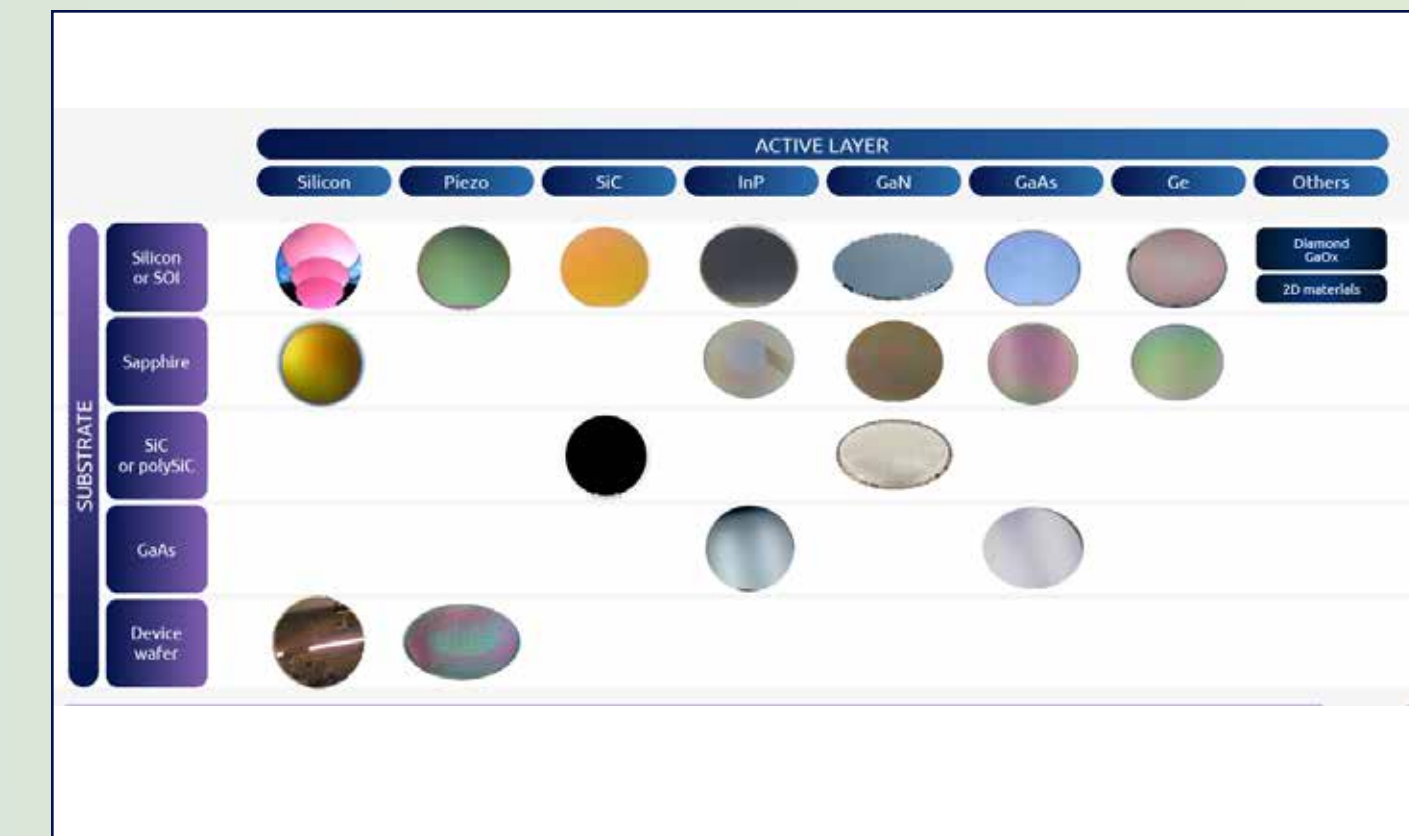 ACTIVE LAYER
Silicon
Piezo
SiC
InP
GaN
GaAs
Ge
Others
SUBSTRATE
Silicon
or SOI
Diamond
GaOx
2D materials
Sapphire
SiC
or polySiC
GaAs
Device
wafer